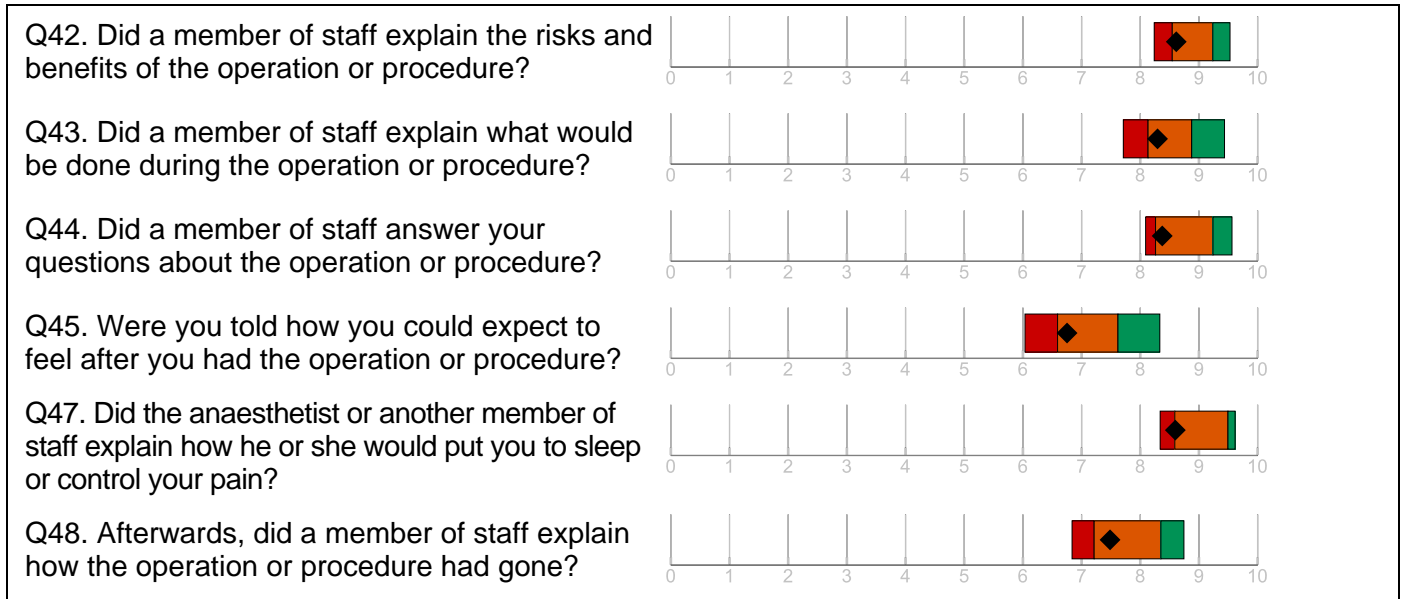 Q42. Did a member of staff explain the risks and
benefits of the operation or procedure?
0 1 2 3 4 5 6 7 8 9 10
Q43. Did a member of staff explain what would
be done during the operation or procedure?
0 1 2 3 4 5 6 7 8 9 10
Q44. Did a member of staff answer your
questions about the operation or procedure?
0 1 2 3 4 5 6 7 8 9 10
Q45. Were you told how you could expect to
feel after you had the operation or procedure?
0 1 2 3 4 5 6 7 8 9 10
Q47. Did the anaesthetist or another member of
staff explain how he or she would put you to sleep
or control your pain?
0 1 2 3 4 5 6 7 8 9 10
Q48. Afterwards, did a member of staff explain
how the operation or procedure had gone?
0 1 2 3 4 5 6 7 8 9 10